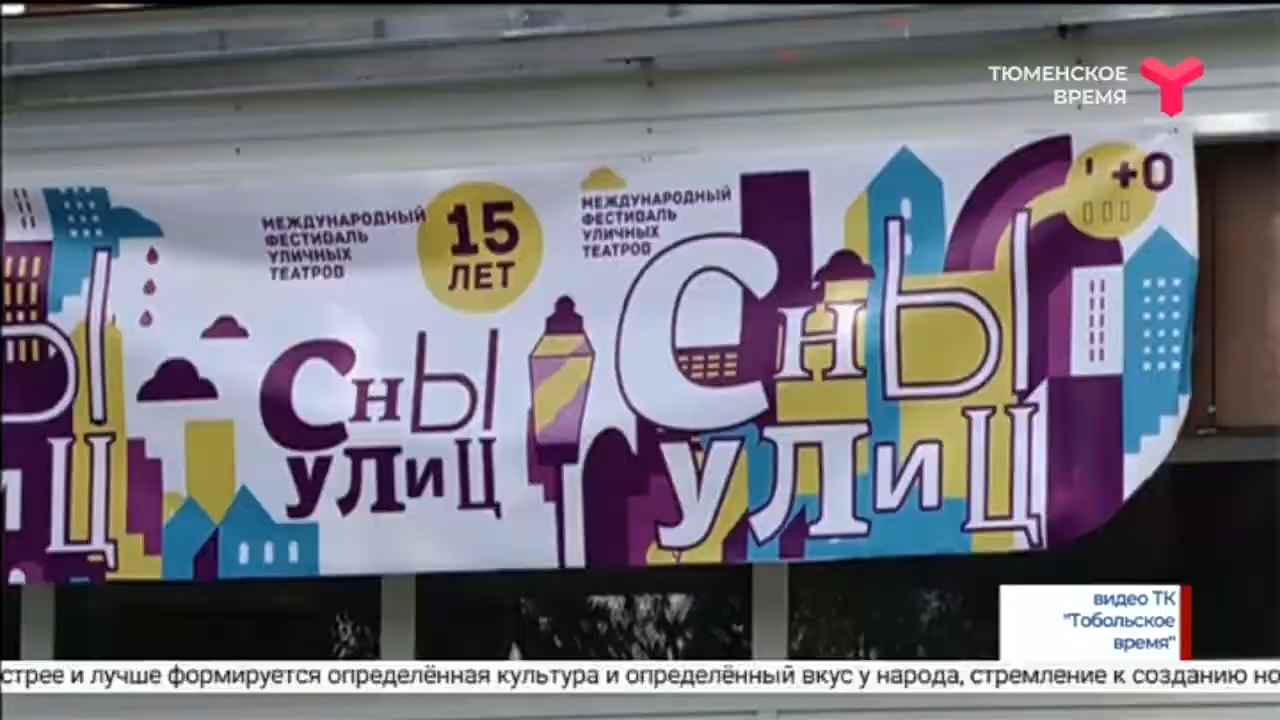 ТЮМЕНСКОЕ
ВРЕМЯ
МЕЖДУНАРОДНЫЙ
ФЕСТИВАЛЬ
УЛИЧНЫХ
ТЕАТРОВ
15
ЛЕТ
МЕЖДУНАРОДНЫЙ
ФЕСТИВАЛЬ
УЛИЧНЫХ
ТЕАТРОВ
+0
Ы
Ц
СНЫ
УЛИЦ
СНЫ
УЛИЦ
видео ТК
"Тобольское
время"
стрее и лучше формируется определённая культура и определённый вкус у народа, стремление к созданию но